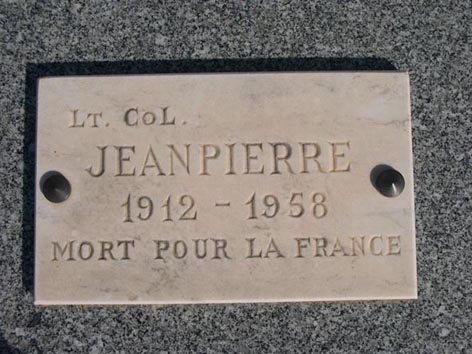 Lt. Col.
JEANPIERRE
1912 - 1958
MORT POUR LA FRANCE